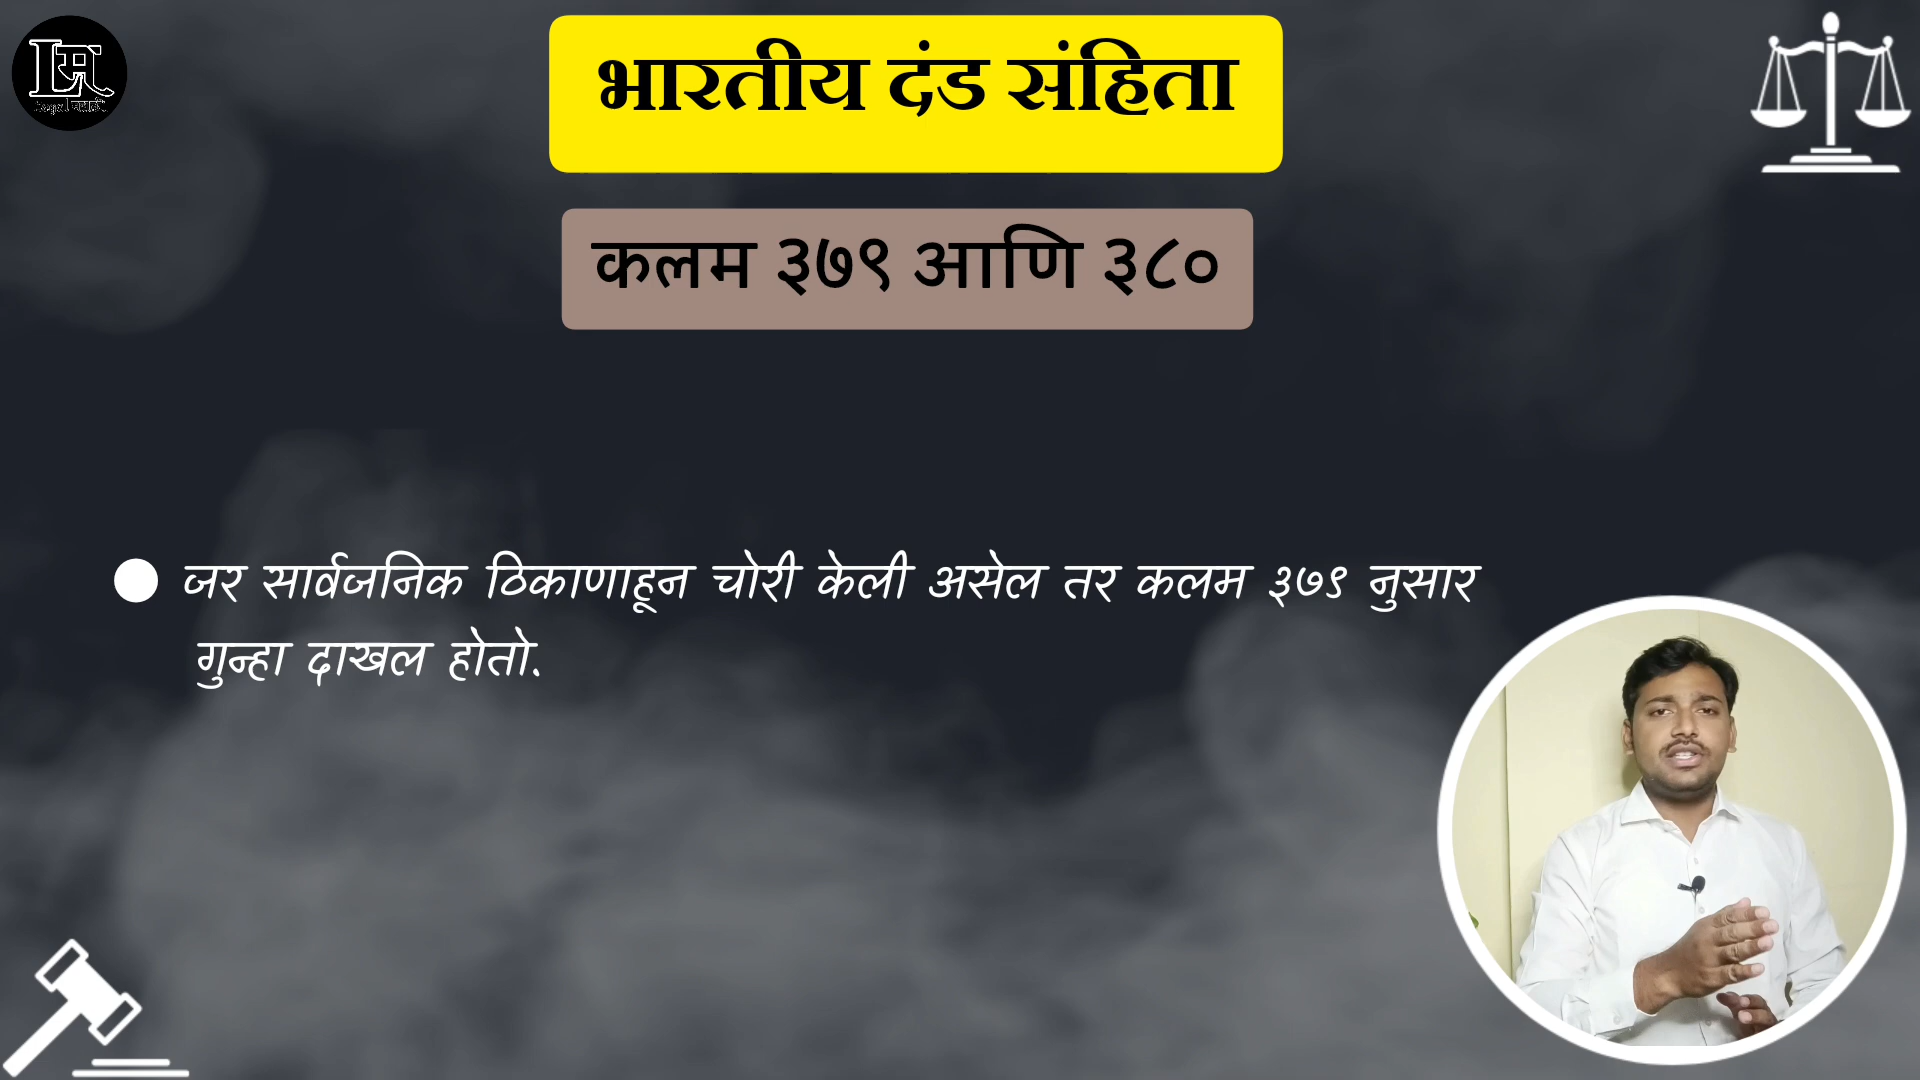 भारतीय दंड संहिता
कलम ३७९ आणि ३८०
जर सार्वजनिक ठिकाणाहून चोरी केली असेल तर कलम ३७९ नुसार
गुन्हा दाखल होतो.